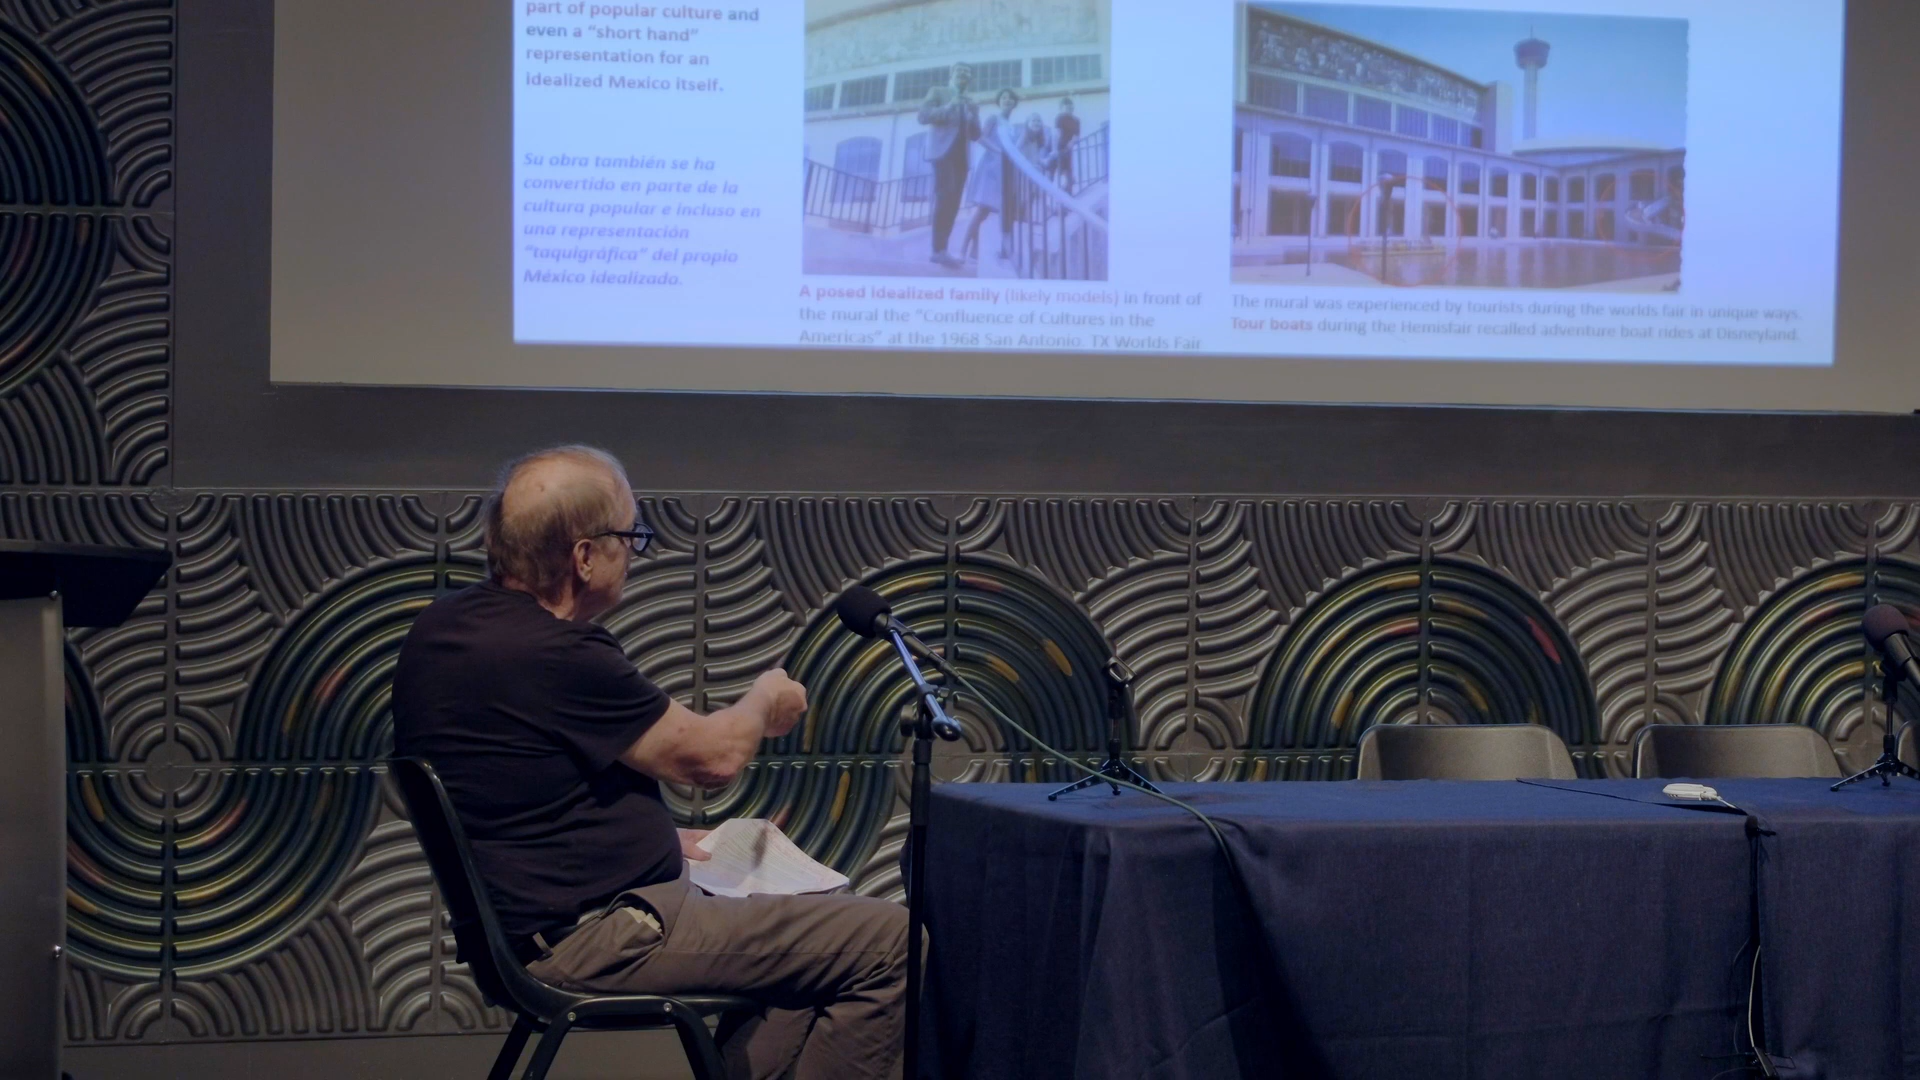 part of popular culture and
even a “short hand”
representation for an
idealized Mexico itself.
Su obra también se ha
convertido en parte de la
cultura popular e incluso en
una representación
“taquigráfica” del propio
México idealizado.
A posed idealized family (likely models) in front of
the mural the “Confluence of Cultures in the
Americas” at the 1968 San Antonio, TX Worlds Fair
The mural was experienced by tourists during the worlds fair in unique ways.
Tour boats during the Hemisfair recalled adventure boat rides at Disneyland.